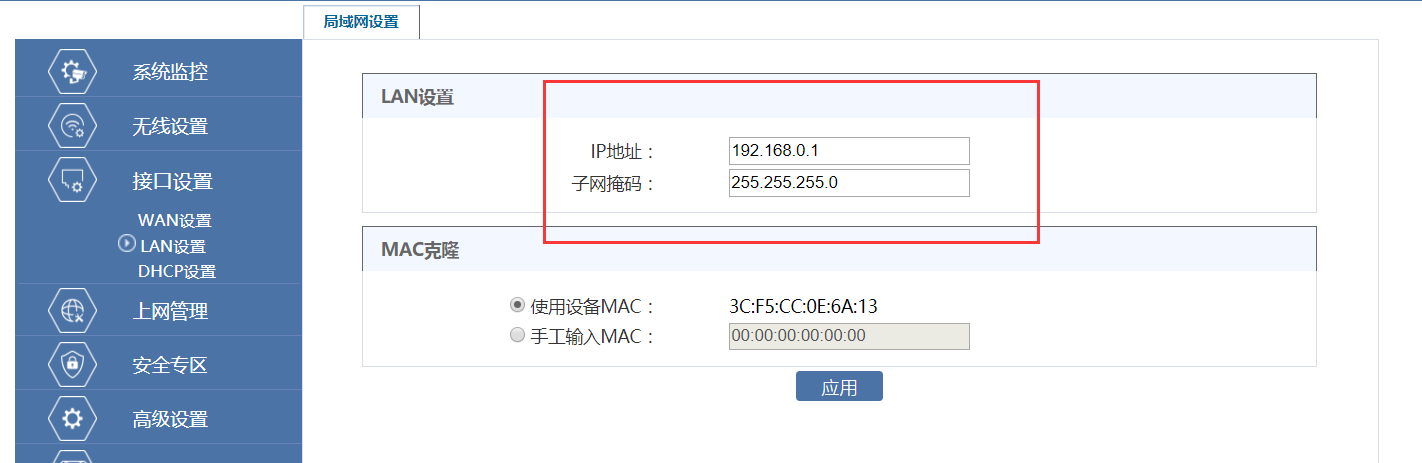 局域网设置
系统监控
无线设置
接口设置
WAN设置
LAN设置
DHCP设置
上网管理
安全专区
高级设置
LAN设置
IP地址： 192.168.0.1
子网掩码： 255.255.255.0
MAC克隆
使用设备MAC： 3C:F5:CC:0E:6A:13
手工输入MAC： 00:00:00:00:00:00
应用